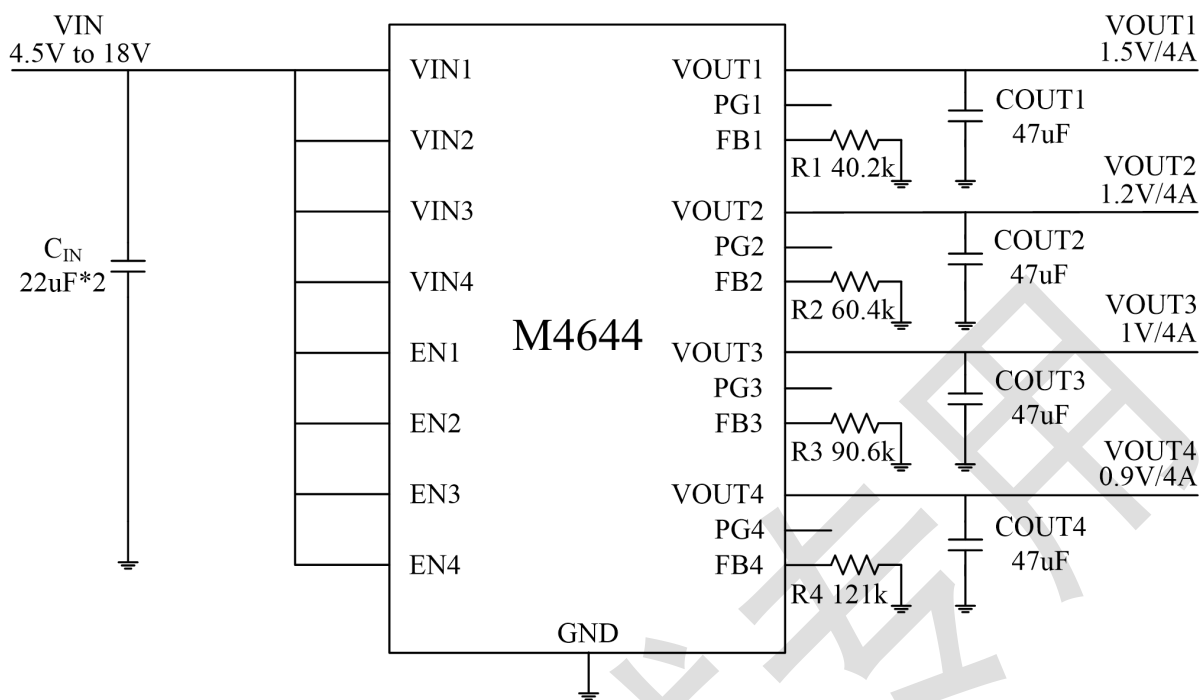 VIN
4.5V to 18V
CIN
22uF*2
VIN1
VIN2
VIN3
VIN4
EN1
EN2
EN3
EN4
M4644
GND
VOUT1
PG1
FB1
R1 40.2k
VOUT2
PG2
FB2
R2 60.4k
VOUT3
PG3
FB3
R3 90.6k
VOUT4
PG4
FB4
R4 121k
VOUT1
1.5V/4A
COUT1
47uF
VOUT2
1.2V/4A
COUT2
47uF
VOUT3
1V/4A
COUT3
47uF
VOUT4
0.9V/4A
COUT4
47uF
专用